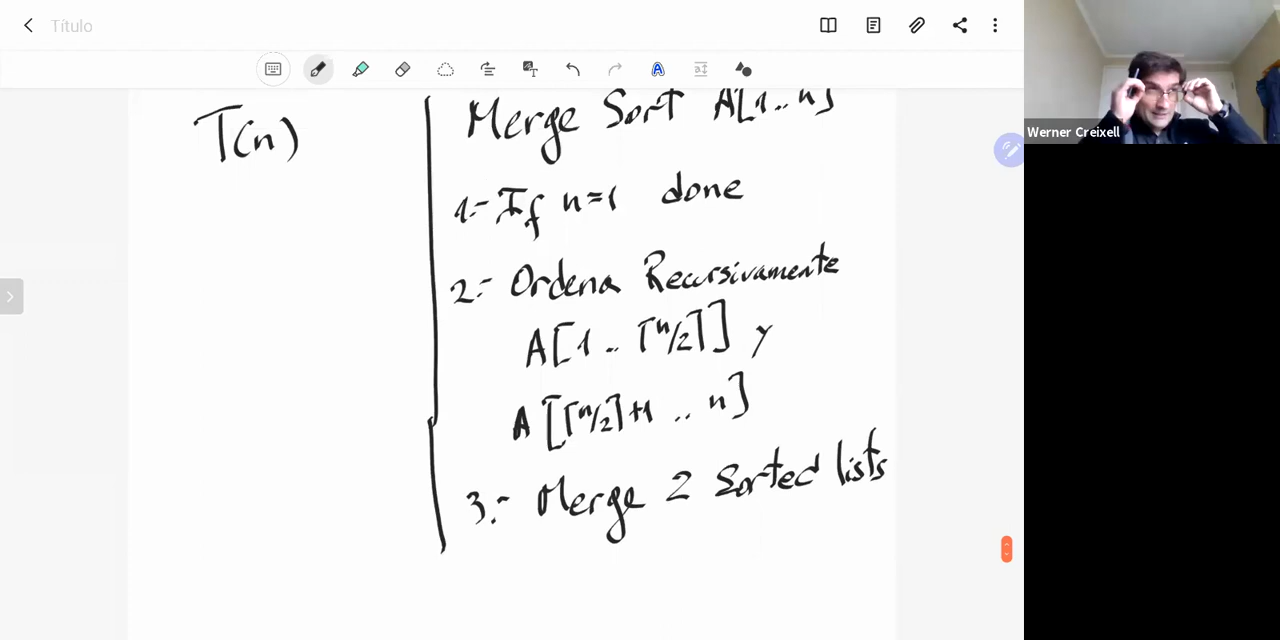 Título
T(n)
Merge Sort A[1..n]
1.- If n=1 done
2.- Ordena Recursivamente
A[1 .. ⌈n/2⌉] y
A[⌈n/2⌉+1 .. n]
3.- Merge 2 Sorted lists
Werner Creixell